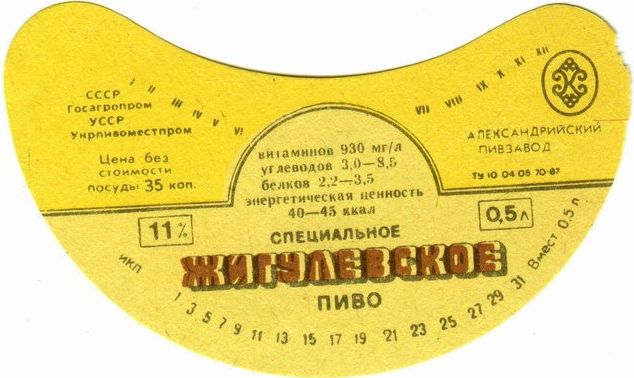 СССР
Госагропром
УССР
Укрпивоместпром
Цена без
стоимости
посуды 35 коп.
I II III IV V VI
VII VIII IX X XI XII
АЛЕКСАНДРИЙСКИЙ
ПИВЗАВОД
ТУ 10 04 05 70-87
витаминов 930 мг/л
углеводов 3,0—8,5
белков 2,2—3,5
энергетическая ценность
40—45 ккал
11%
0,5л
СПЕЦИАЛЬНОЕ
ЖИГУЛЕВСКОЕ
ПИВО
икп 1 3 5 7 9 11 13 15 17 19 21 23 25 27 29 31 Вмест 0,5 л